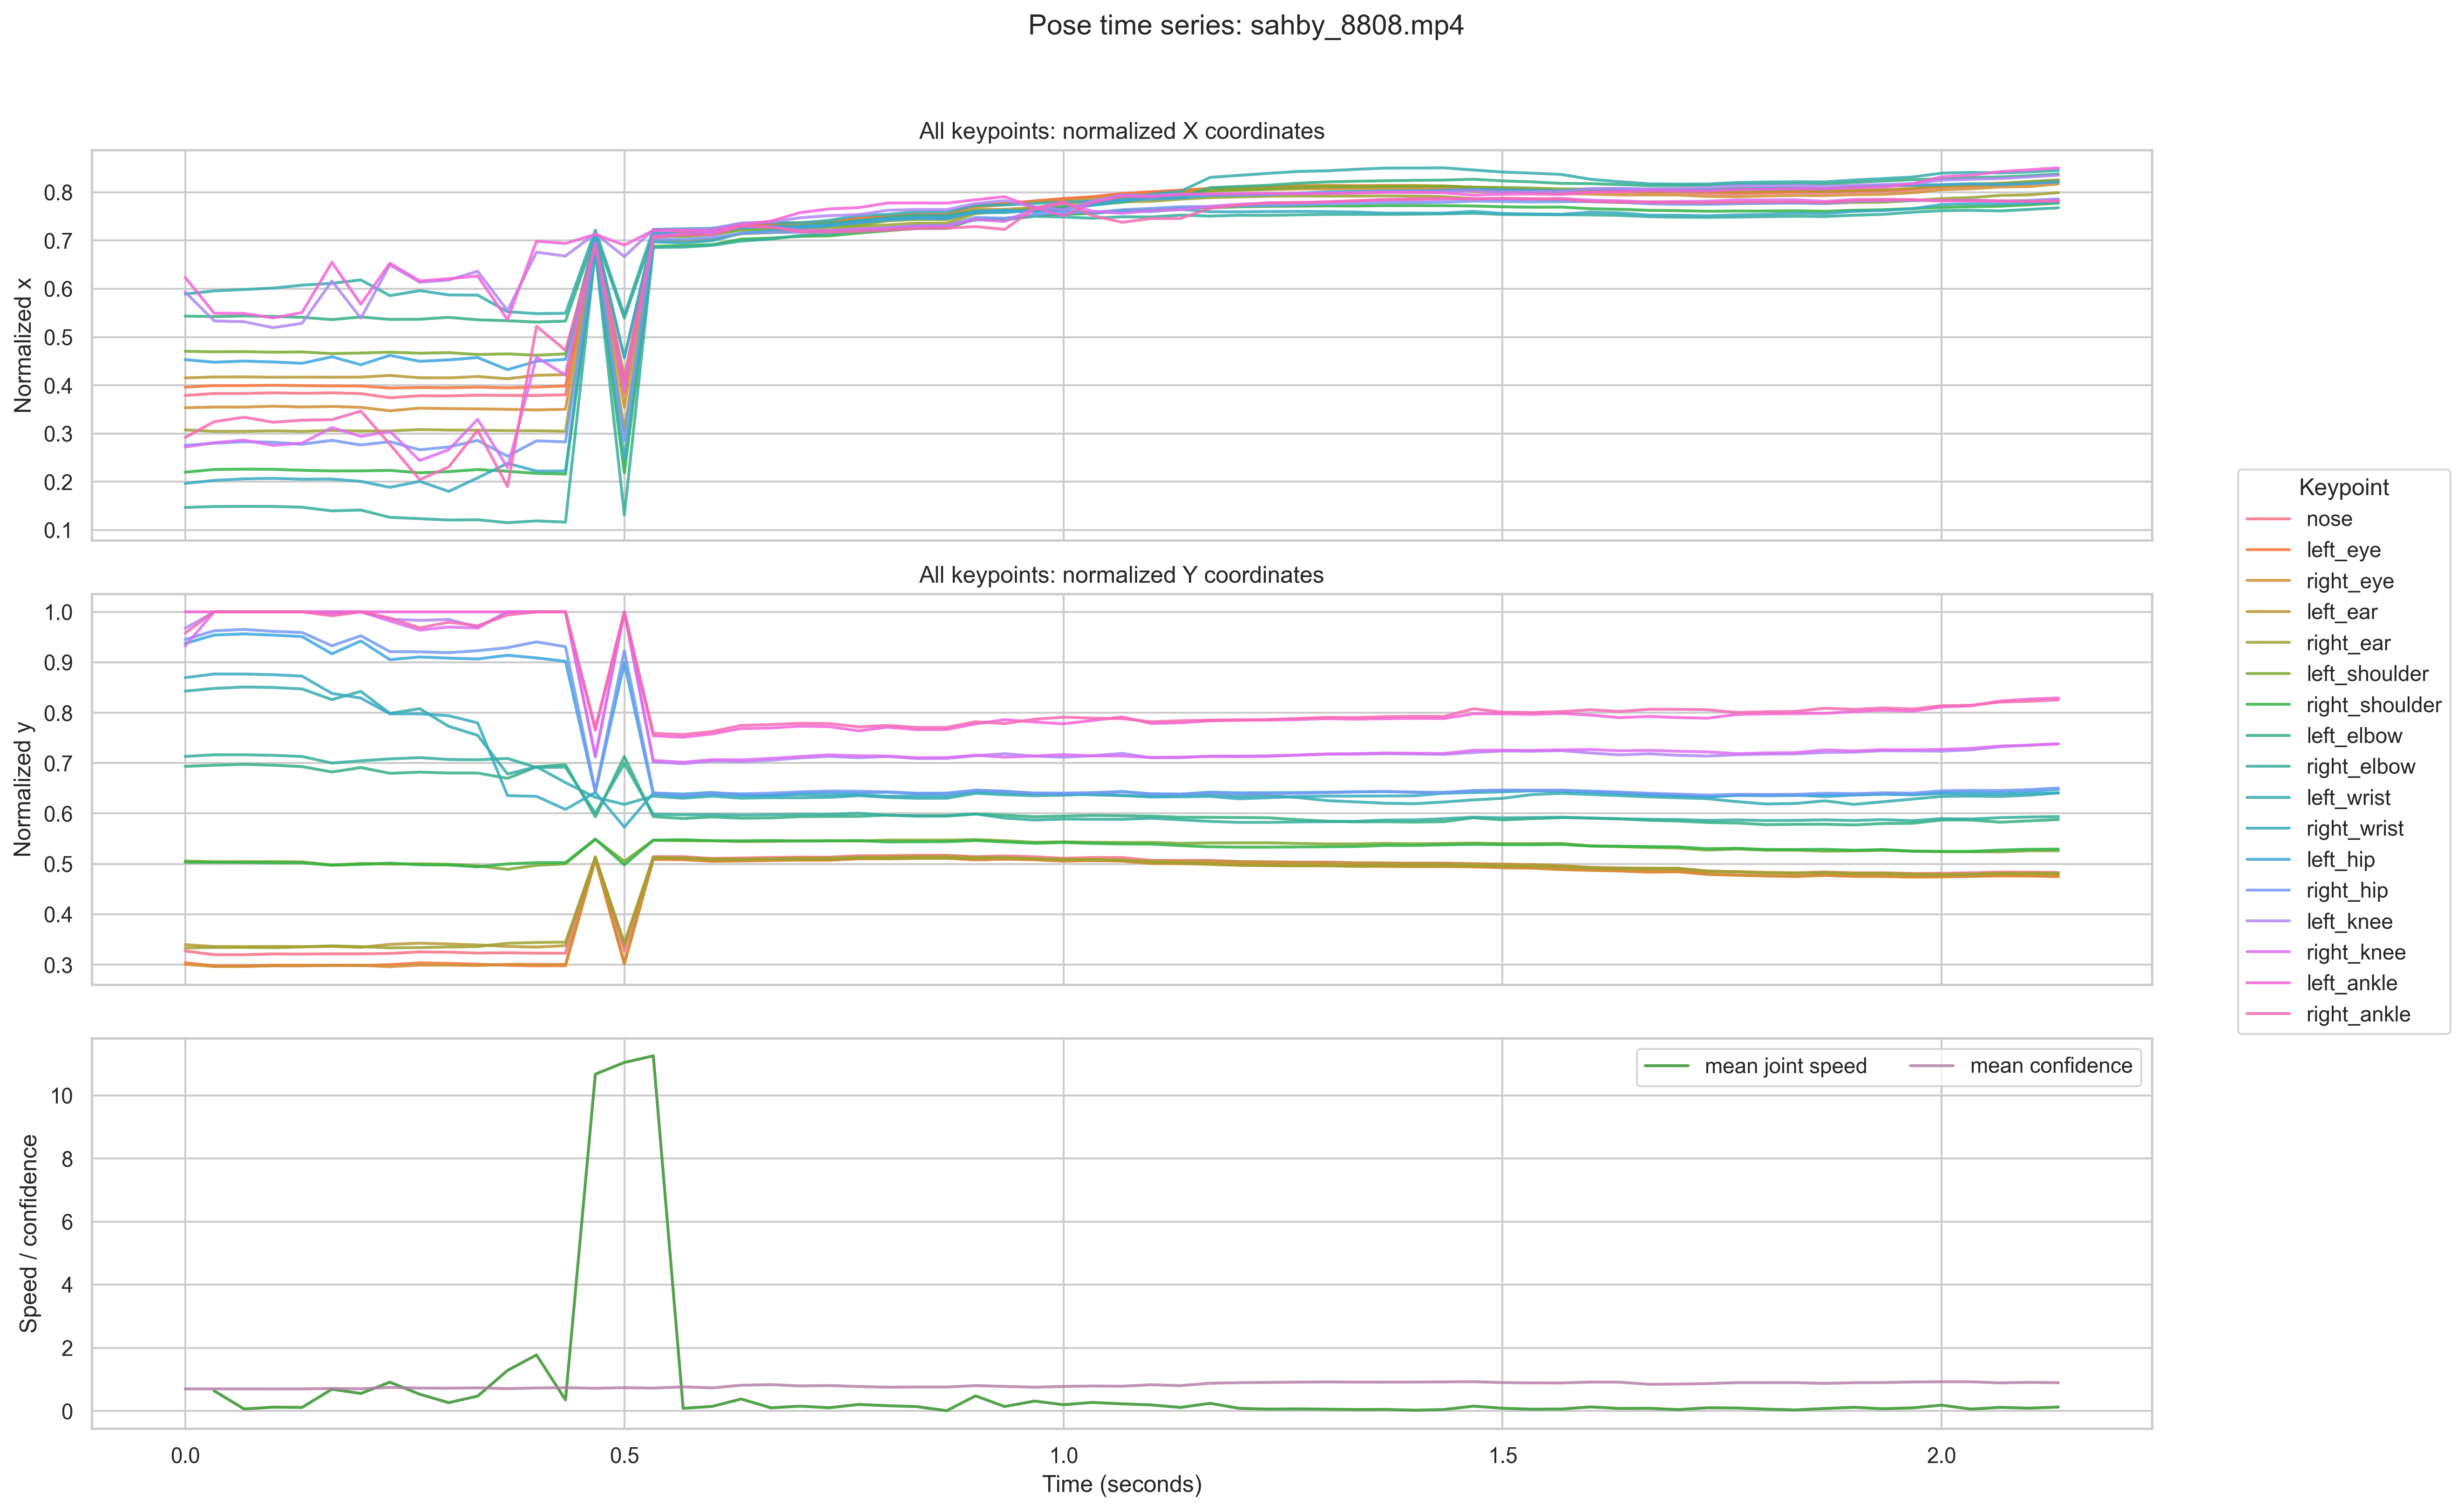 Pose time series: sahby_8808.mp4
All keypoints: normalized X coordinates
Normalized x
0.8
0.7
0.6
0.5
0.4
0.3
0.2
0.1
All keypoints: normalized Y coordinates
Normalized y
1.0
0.9
0.8
0.7
0.6
0.5
0.4
0.3
Speed / confidence
10
8
6
4
2
0
mean joint speed
mean confidence
0.0
0.5
1.0
1.5
2.0
Time (seconds)
Keypoint
nose
left_eye
right_eye
left_ear
right_ear
left_shoulder
right_shoulder
left_elbow
right_elbow
left_wrist
right_wrist
left_hip
right_hip
left_knee
right_knee
left_ankle
right_ankle